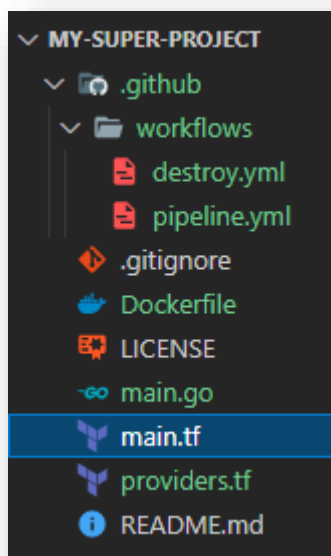 MY-SUPER-PROJECT
.github
workflows
destroy.yml
pipeline.yml
.gitignore
Dockerfile
LICENSE
GO main.go
main.tf
providers.tf
README.md